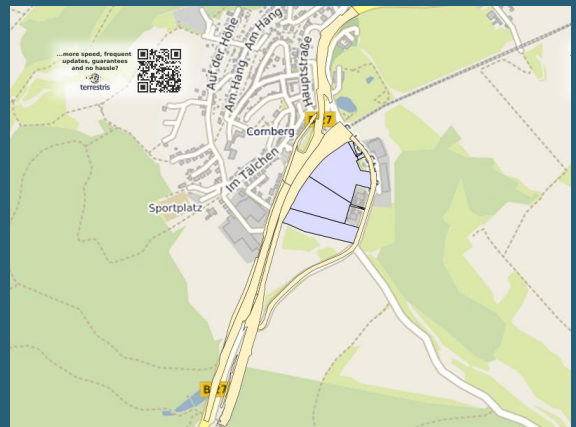 ...more speed, frequent
updates, guarantees
and no hassle?
terrestris
Auf der Höhe
Am Hang
Am Hang
Hauptstraße
B 27
Cornberg
Im Tälchen
Sportplatz
B 27